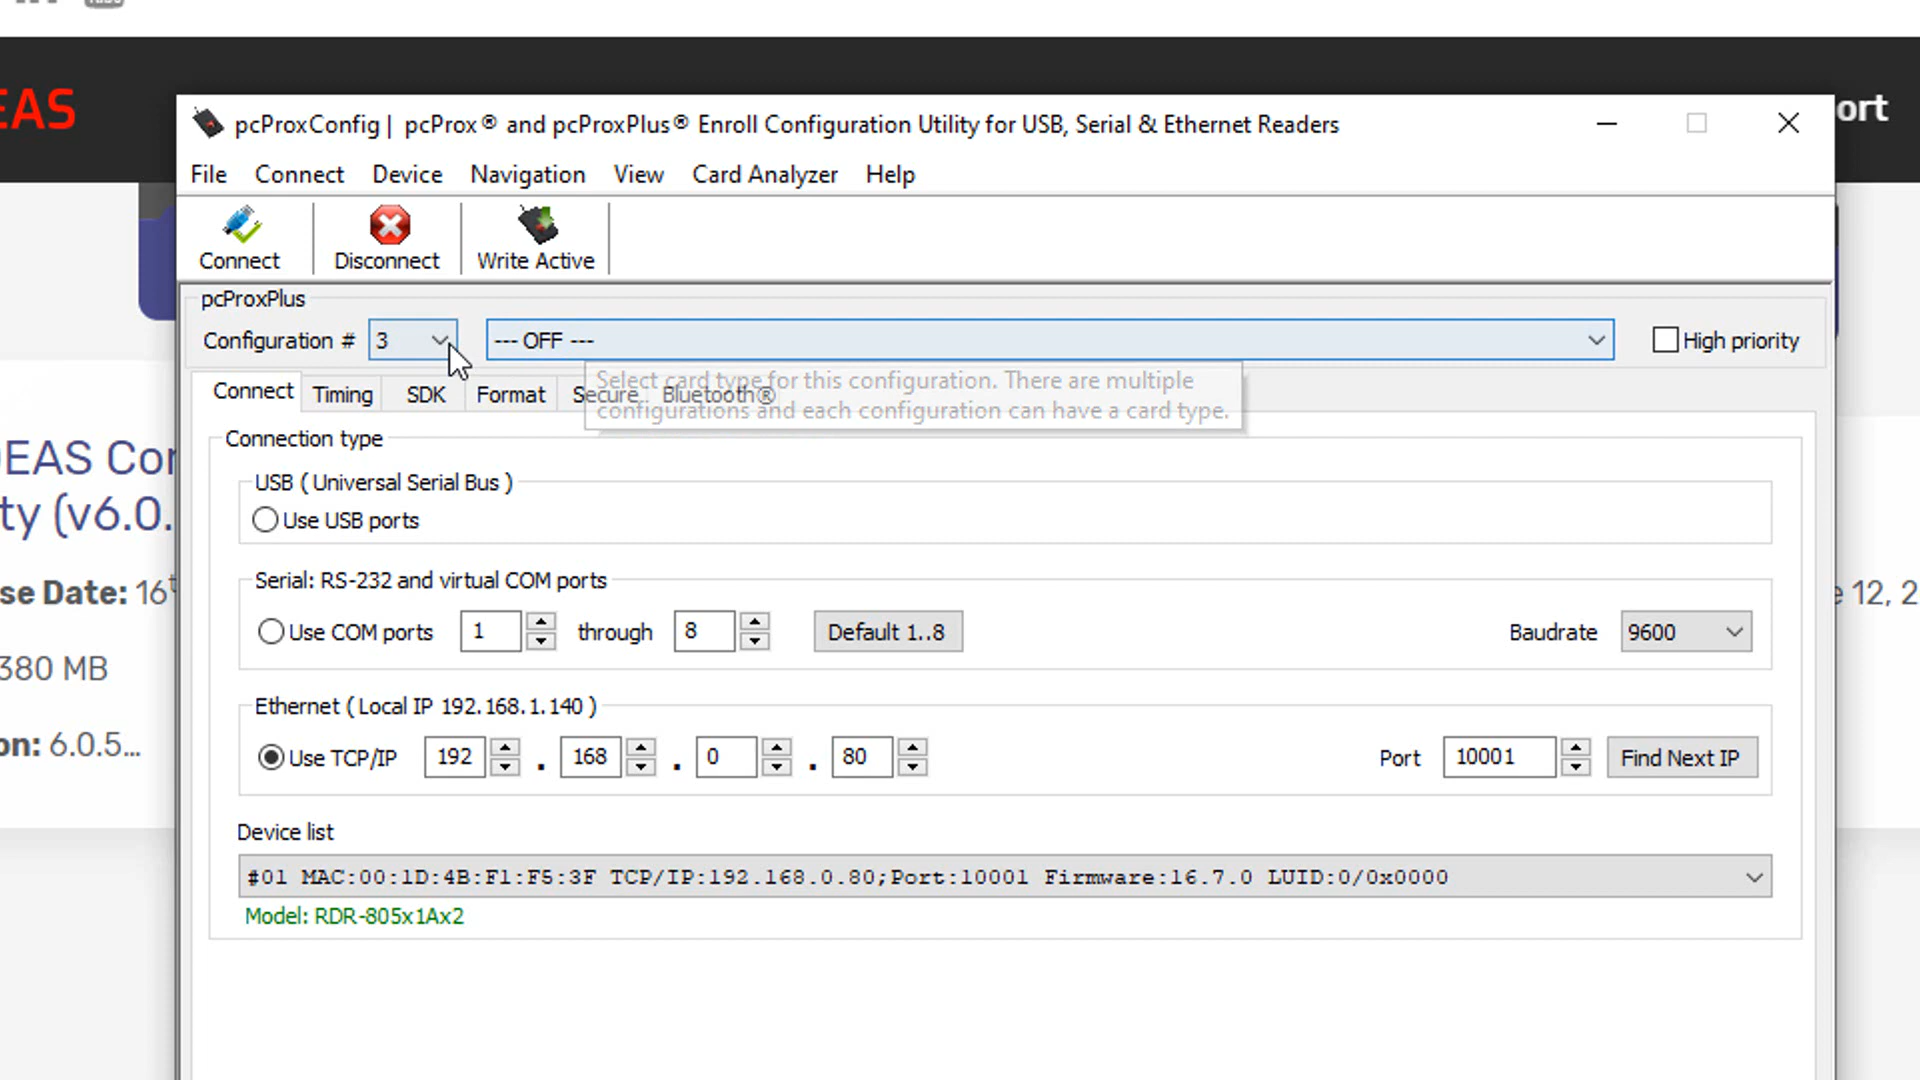 EAS
ort
pcProxConfig | pcProx® and pcProxPlus® Enroll Configuration Utility for USB, Serial & Ethernet Readers
File Connect Device Navigation View Card Analyzer Help
Connect Disconnect Write Active
pcProxPlus
Configuration # 3 --- OFF --- High priority
Select card type for this configuration. There are multiple
configurations and each configuration can have a card type.
Connect Timing SDK Format Secure.. Bluetooth®
Connection type
USB ( Universal Serial Bus )
Use USB ports
Serial: RS-232 and virtual COM ports
Use COM ports 1 through 8 Default 1..8 Baudrate 9600
Ethernet ( Local IP 192.168.1.140 )
Use TCP/IP 192 . 168 . 0 . 80 Port 10001 Find Next IP
Device list
#01 MAC:00:1D:4B:F1:F5:3F TCP/IP:192.168.0.80;Port:10001 Firmware:16.7.0 LUID:0/0x0000
Model: RDR-805x1Ax2
DEAS Cor
ty (v6.0.
se Date: 16t
e 12, 2
380 MB
on: 6.0.5...